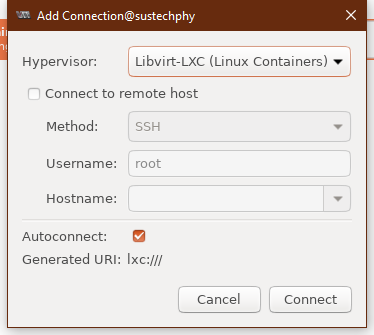 Add Connection@sustechphy
Hypervisor: Libvirt-LXC (Linux Containers)
Connect to remote host
Method: SSH
Username: root
Hostname:
Autoconnect:
Generated URI: lxc:///
Cancel Connect